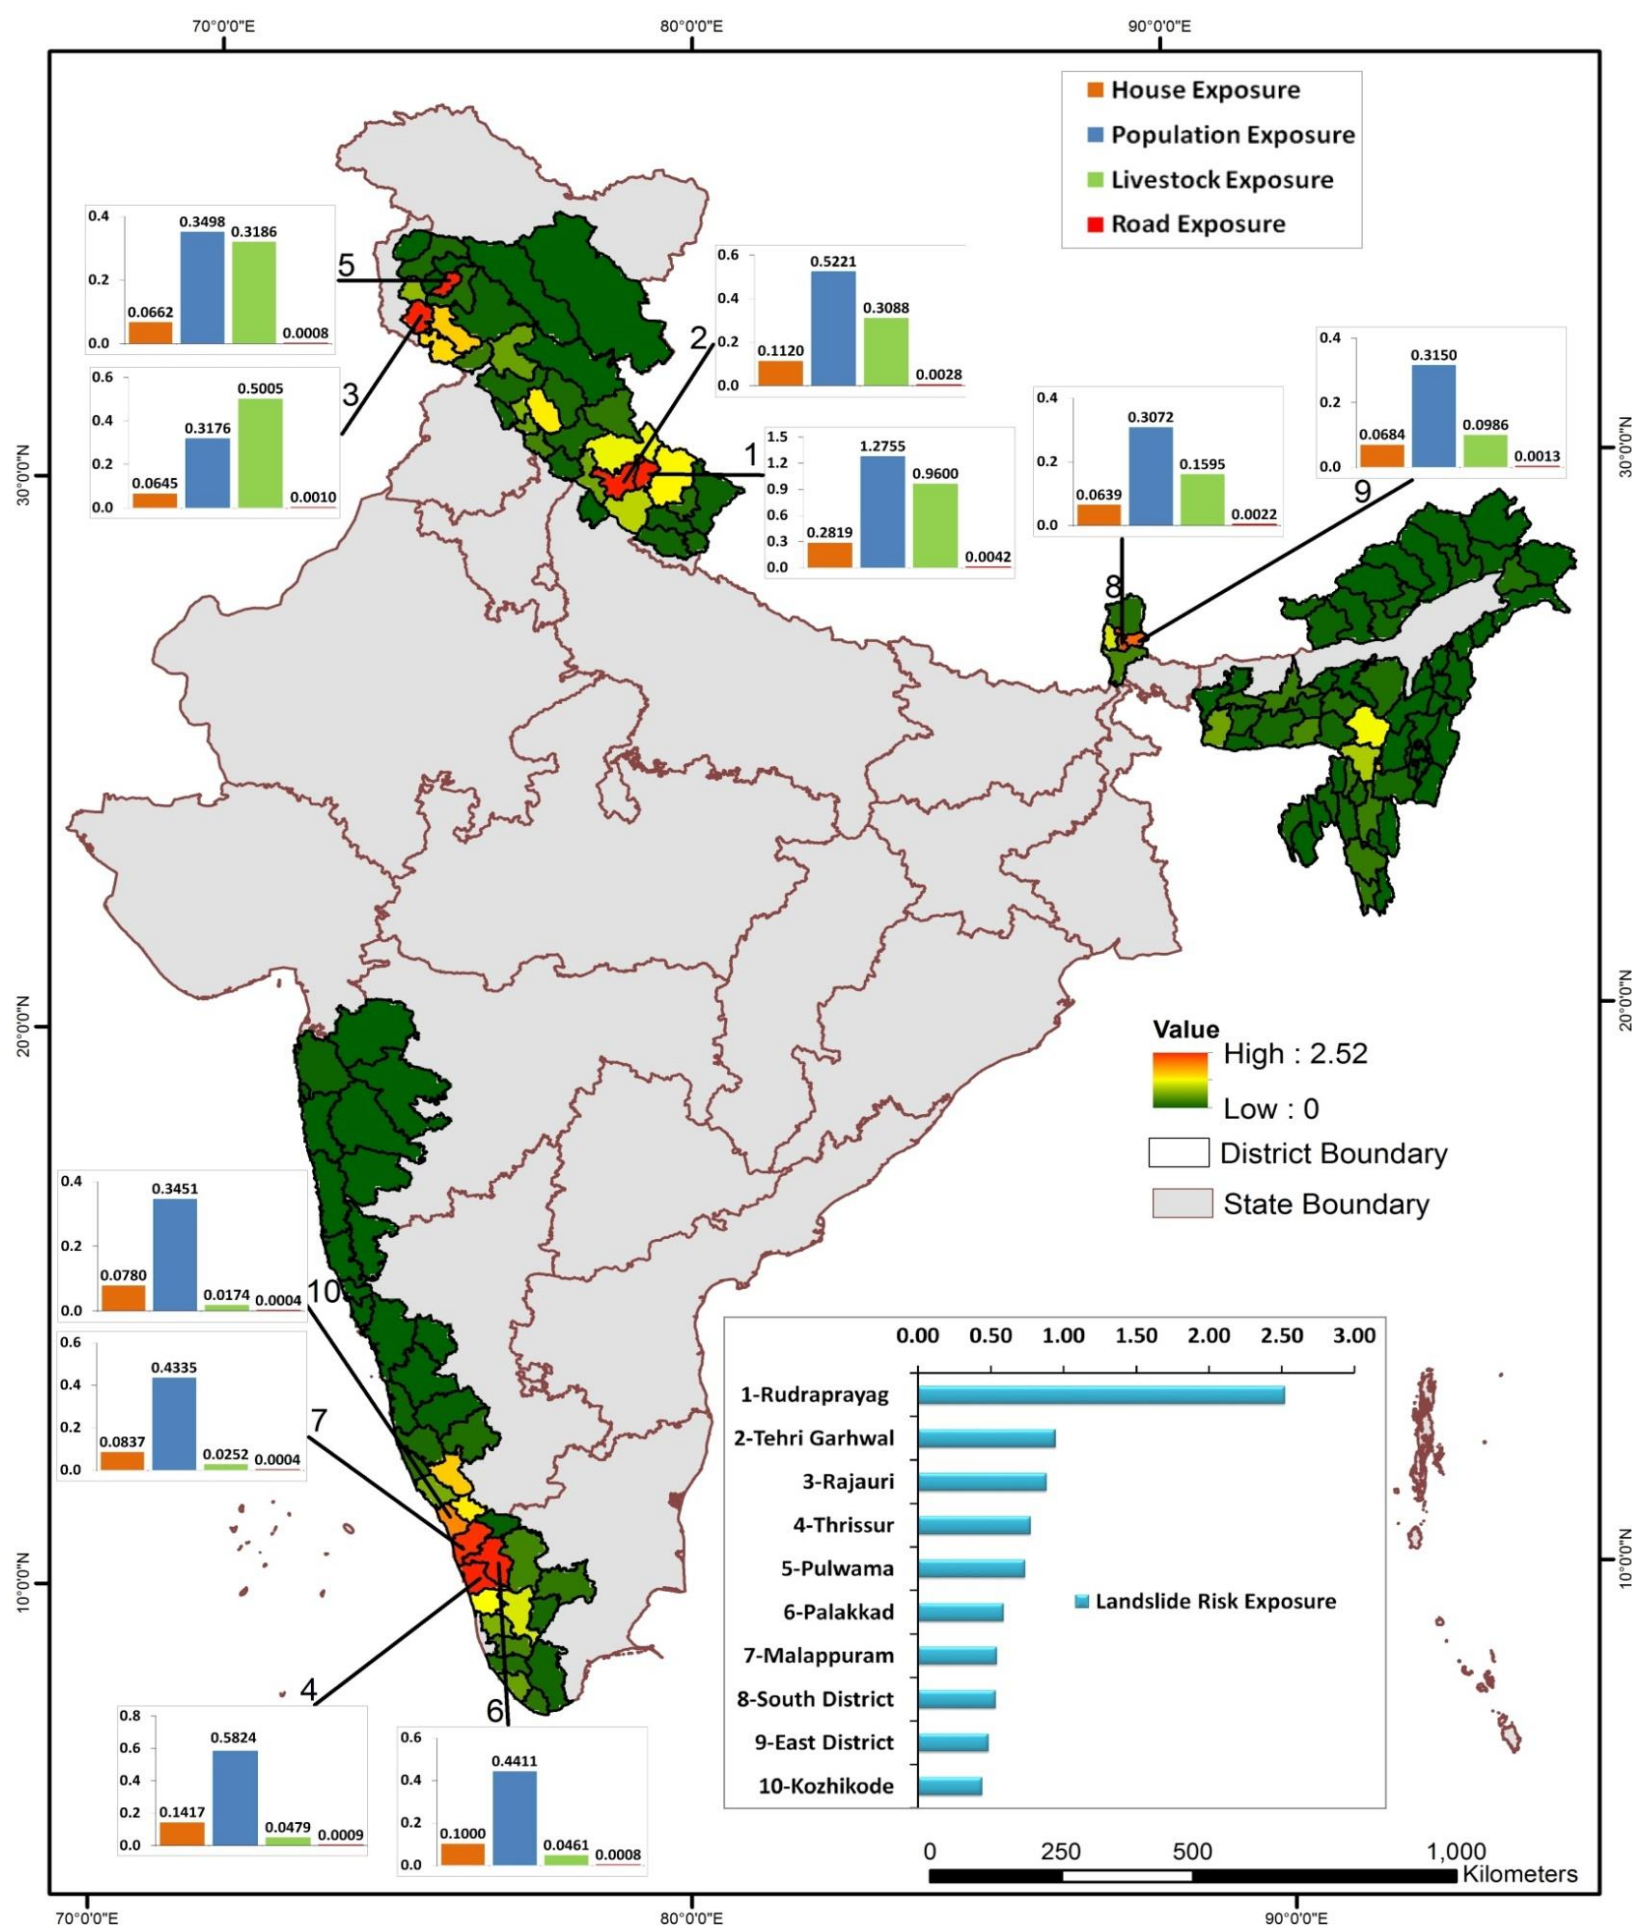 70°0'0"E 80°0'0"E 90°0'0"E
House Exposure
Population Exposure
Livestock Exposure
Road Exposure
0.4
0.2
0.0
0.0662
0.3498
0.3186
0.0008
5
0.6
0.4
0.2
0.0
0.0645
0.3176
0.5005
0.0010
3
0.6
0.4
0.2
0.0
0.1120
0.5221
0.3088
0.0028
2
1.5
1.2
0.9
0.6
0.3
0.0
0.2819
1.2755
0.9600
0.0042
1
0.4
0.2
0.0
0.0639
0.3072
0.1595
0.0022
8
0.4
0.2
0.0
0.0684
0.3150
0.0986
0.0013
9
30°0'0"N
30°0'0"N
20°0'0"N
20°0'0"N
Value
High : 2.52
Low : 0
District Boundary
State Boundary
0.4
0.2
0.0
0.0780
0.3451
0.0174
0.0004
10
0.6
0.4
0.2
0.0
0.0837
0.4335
0.0252
0.0004
7
0.00 0.50 1.00 1.50 2.00 2.50 3.00
1-Rudraprayag
2-Tehri Garhwal
3-Rajauri
4-Thrissur
5-Pulwama
6-Palakkad
7-Malappuram
8-South District
9-East District
10-Kozhikode
Landslide Risk Exposure
10°0'0"N
10°0'0"N
4
0.8
0.6
0.4
0.2
0.0
0.1417
0.5824
0.0479
0.0009
6
0.6
0.4
0.2
0.0
0.1000
0.4411
0.0461
0.0008
0 250 500 1,000
Kilometers
70°0'0"E 80°0'0"E 90°0'0"E